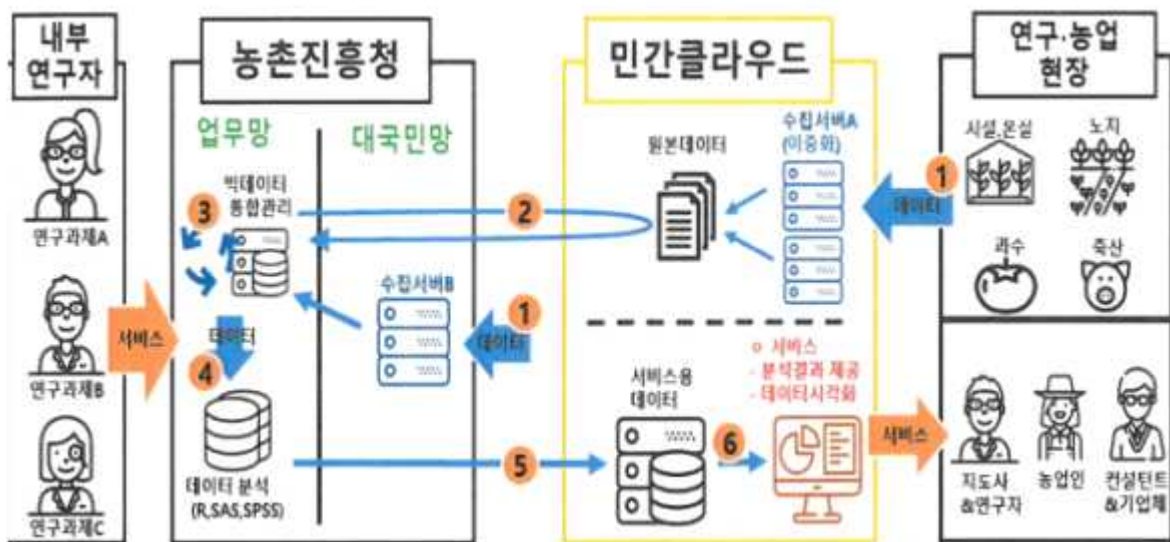 내부
연구자
연구과제A
연구과제B
연구과제C
서비스
농촌진흥청
업무망
대국민망
빅데이터
통합관리
3
2
수집서버B
1
데이터
데이터
4
데이터 분석
(R,SAS,SPSS)
5
민간클라우드
원본데이터
수집서버A
(이중화)
1
데이터
서비스용
데이터
6
o 서비스
- 분석결과 제공
- 데이터시각화
서비스
연구·농업
현장
시설.온실
노지
과수
축산
지도사
&연구자
농업인
컨설턴트
&기업체